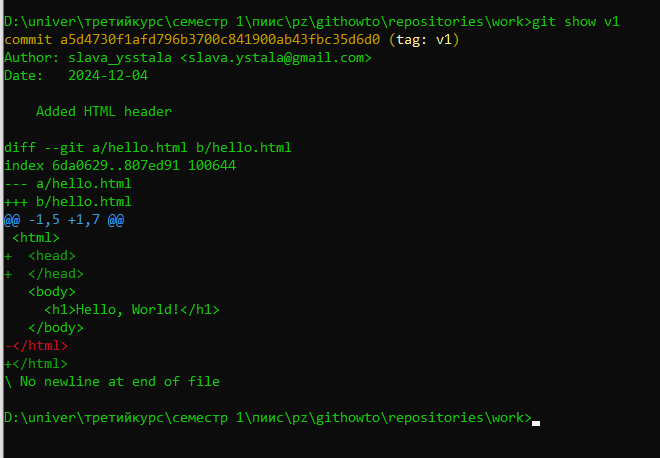 D:\univer\третийкурс\семестр 1\пиис\pz\githowto\repositories\work>git show v1
commit a5d4730f1afd796b3700c841900ab43fbc35d6d0 (tag: v1)
Author: slava_ysstala <slava.ystala@gmail.com>
Date:   2024-12-04

    Added HTML header

diff --git a/hello.html b/hello.html
index 6da0629..807ed91 100644
--- a/hello.html
+++ b/hello.html
@@ -1,5 +1,7 @@
 <html>
+  <head>
+  </head>
   <body>
     <h1>Hello, World!</h1>
   </body>
-</html>
+</html>
\ No newline at end of file

D:\univer\третийкурс\семестр 1\пиис\pz\githowto\repositories\work>